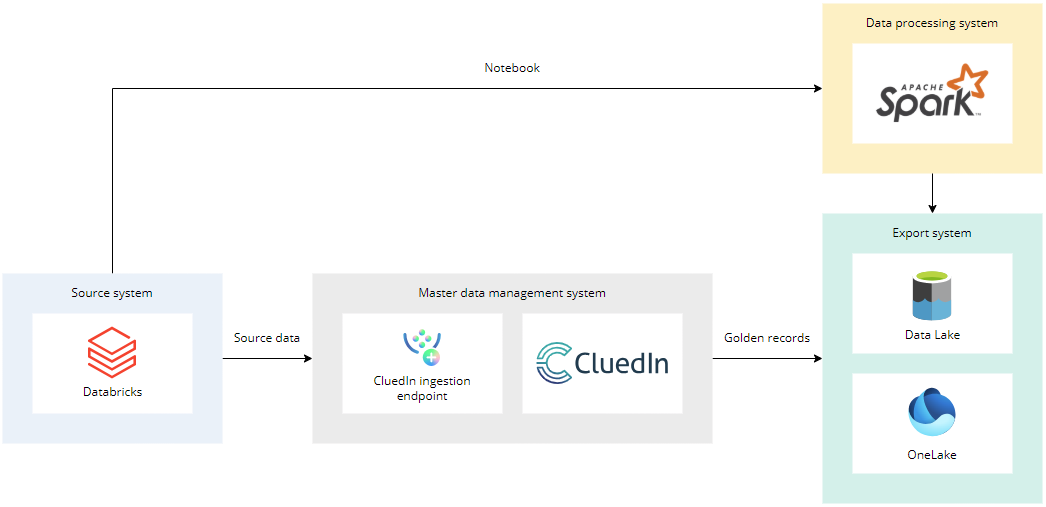 Data processing system
APACHE
Spark™
Notebook
Export system
Data Lake
OneLake
Source system
Databricks
Source data
Master data management system
CluedIn ingestion
endpoint
CluedIn
Golden records